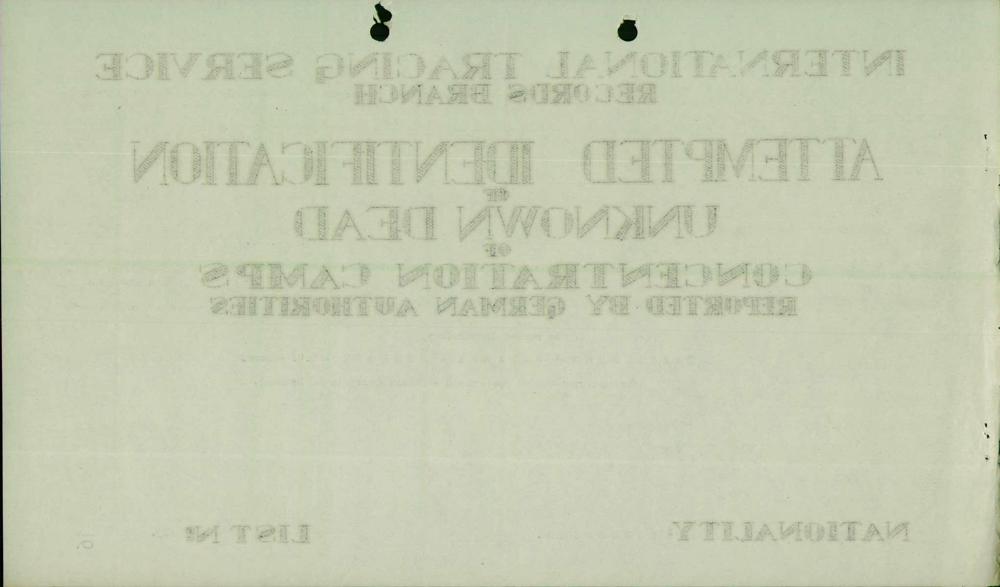 INTERNATIONAL TRACING SERVICE
RECORDS BRANCH
ATTEMPTED IDENTIFICATION
OF
UNKNOWN DEAD
OF
CONCENTRATION CAMPS
REPORTED BY GERMAN AUTHORITIES
NATIONALITY LIST Nº